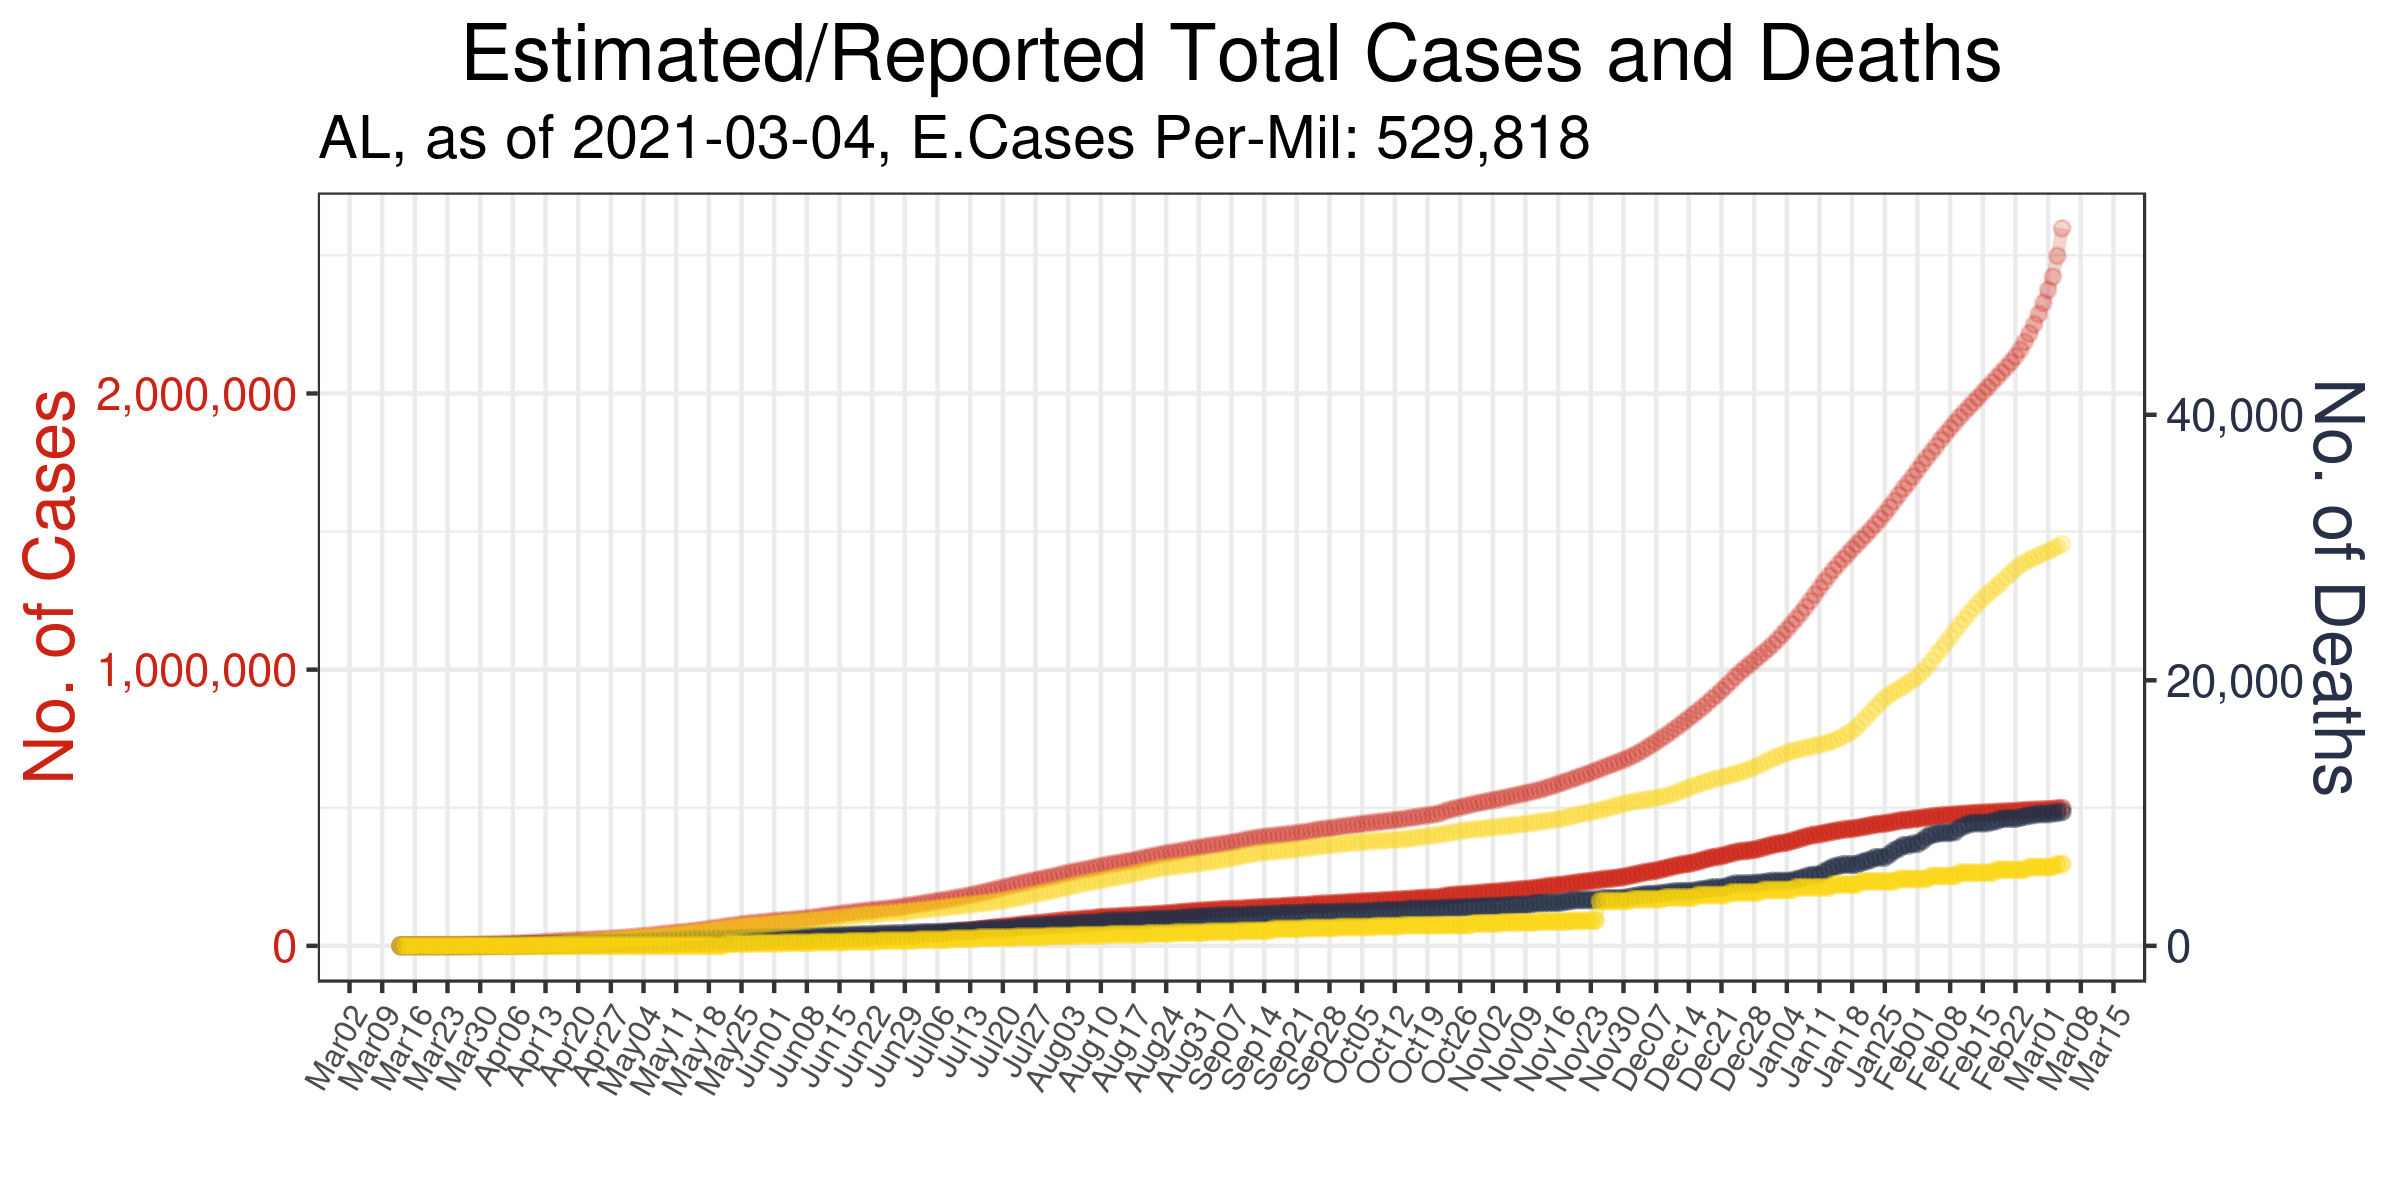 Estimated/Reported Total Cases and Deaths
AL, as of 2021-03-04, E.Cases Per-Mil: 529,818
No. of Cases
2,000,000
1,000,000
0
40,000
20,000
0
No. of Deaths
Mar02
Mar09
Mar16
Mar23
Mar30
Apr06
Apr13
Apr20
Apr27
May04
May11
May18
May25
Jun01
Jun08
Jun15
Jun22
Jun29
Jul06
Jul13
Jul20
Jul27
Aug03
Aug10
Aug17
Aug24
Aug31
Sep07
Sep14
Sep21
Sep28
Oct05
Oct12
Oct19
Oct26
Nov02
Nov09
Nov16
Nov23
Nov30
Dec07
Dec14
Dec21
Dec28
Jan04
Jan11
Jan18
Jan25
Feb01
Feb08
Feb15
Feb22
Mar01
Mar08
Mar15